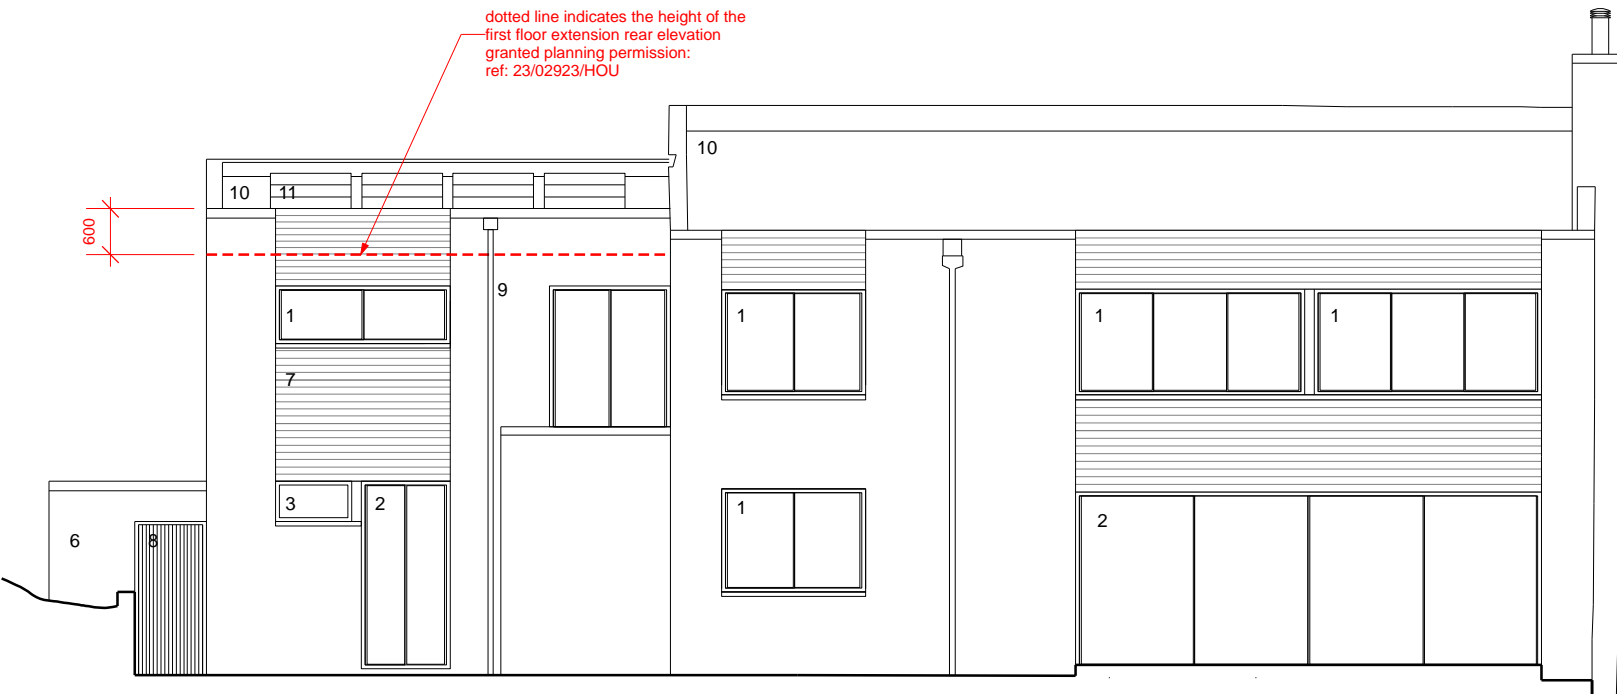 dotted line indicates the height of the
first floor extension rear elevation
granted planning permission:
ref: 23/02923/HOU
10
10 11
600
9
1 1 1 1
7
3 2 1 2
6 8